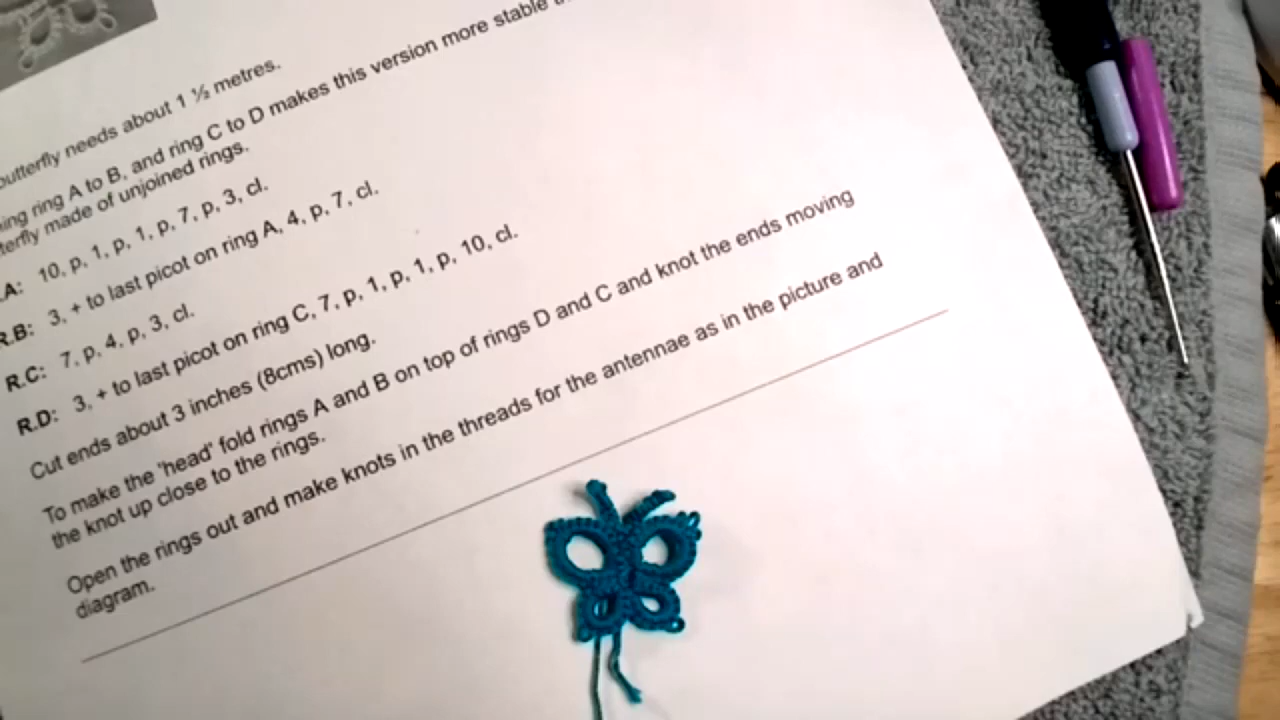 butterfly needs about 1 ½ metres.
ring A to B, and ring C to D makes this version more stable
made of unjoined rings.
A: 10, p, 1, p, 1, p, 7, p, 3, cl.
R.B: 3, + to last picot on ring A, 4, p, 7, cl.
R.C: 7, p, 4, p, 3, cl.
R.D: 3, + to last picot on ring C, 7, p, 1, p, 1, p, 10, cl.
Cut ends about 3 inches (8cms) long.
To make the 'head' fold rings A and B on top of rings D and C and knot the ends moving
the knot up close to the rings.
Open the rings out and make knots in the threads for the antennae as in the picture and
diagram.